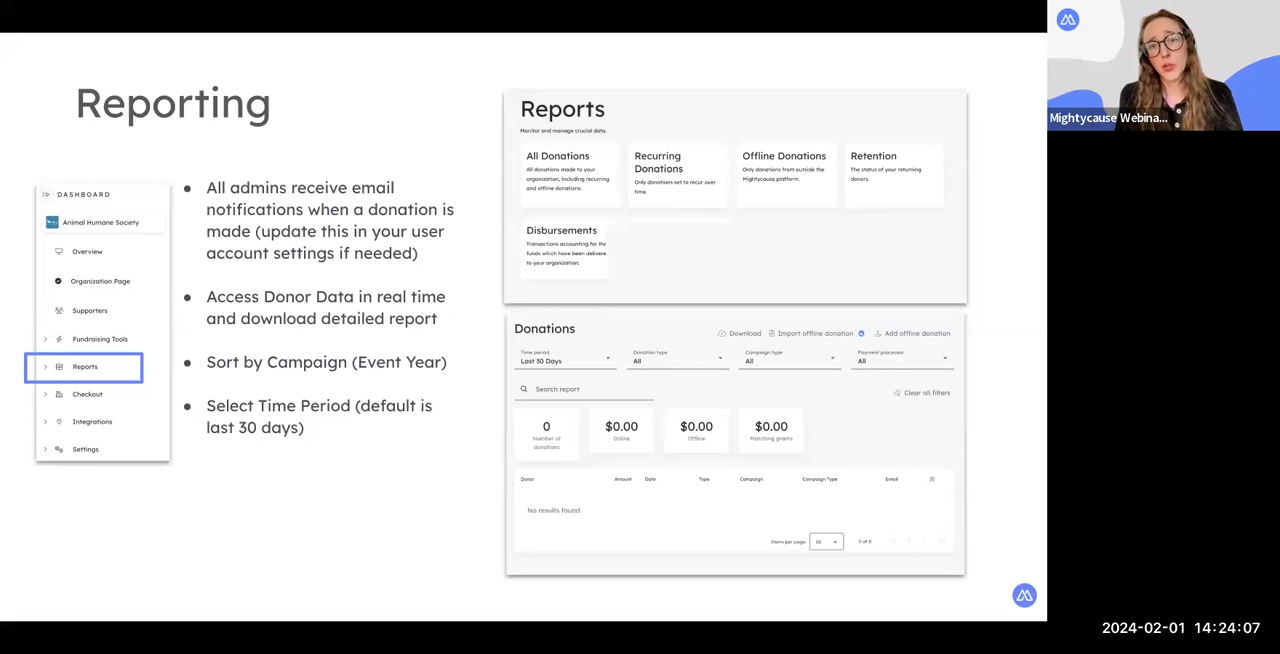 Reporting
DASHBOARD
Animal Humane Society
Overview
Organization Page
Supporters
Fundraising Tools
Reports
Checkout
Integrations
Settings
● All admins receive email
notifications when a donation is
made (update this in your user
account settings if needed)
● Access Donor Data in real time
and download detailed report
● Sort by Campaign (Event Year)
● Select Time Period (default is
last 30 days)
Reports
Monitor and manage crucial data.
All Donations
All donations made to your
organization, including recurring
and offline donations.
Recurring
Donations
Only donations set to recur over
time.
Offline Donations
Only donations from outside the
Mightycause platform.
Retention
The status of your returning
donors.
Disbursements
Transactions accounting for the
funds which have been delivere
to your organization.
Donations
Download Import offline donation Add offline donation
Time period
Last 30 Days
Donation type
All
Campaign type
All
Payment processor
All
Search report
Clear all filters
0
Number of
donations
$0.00
Online
$0.00
Offline
$0.00
Matching grants
Donor Amount Date Type Campaign Campaign Type Email
No results found.
Items per page:
Mightycause Webina...
2024-02-01 14:24:07